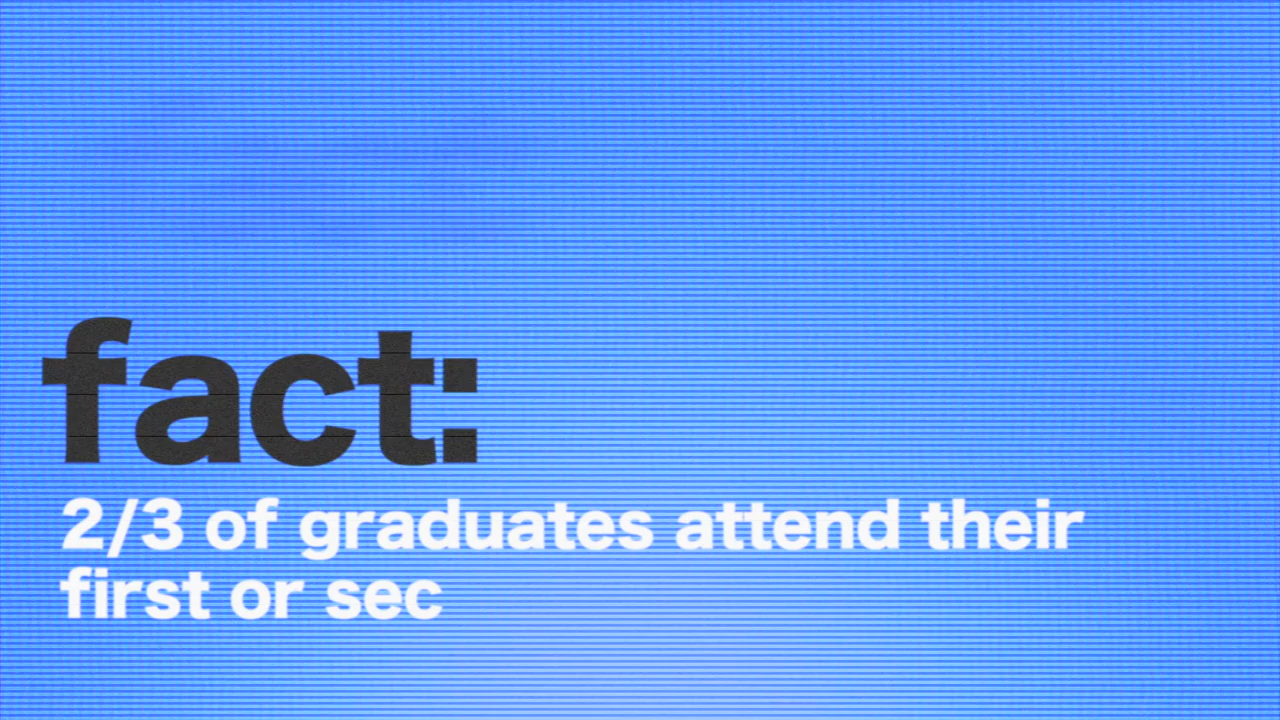 fact:
2/3 of graduates attend their
first or sec